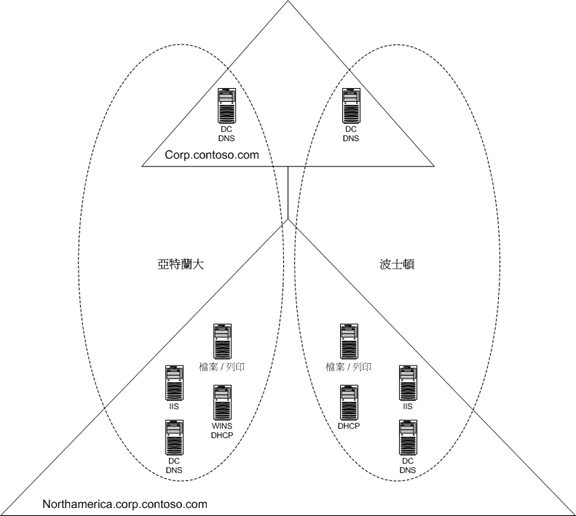 DC
DNS
DC
DNS
Corp.contoso.com
亞特蘭大
波士頓
檔案 / 列印
檔案 / 列印
IIS
WINS
DHCP
DHCP
IIS
DC
DNS
DC
DNS
Northamerica.corp.contoso.com